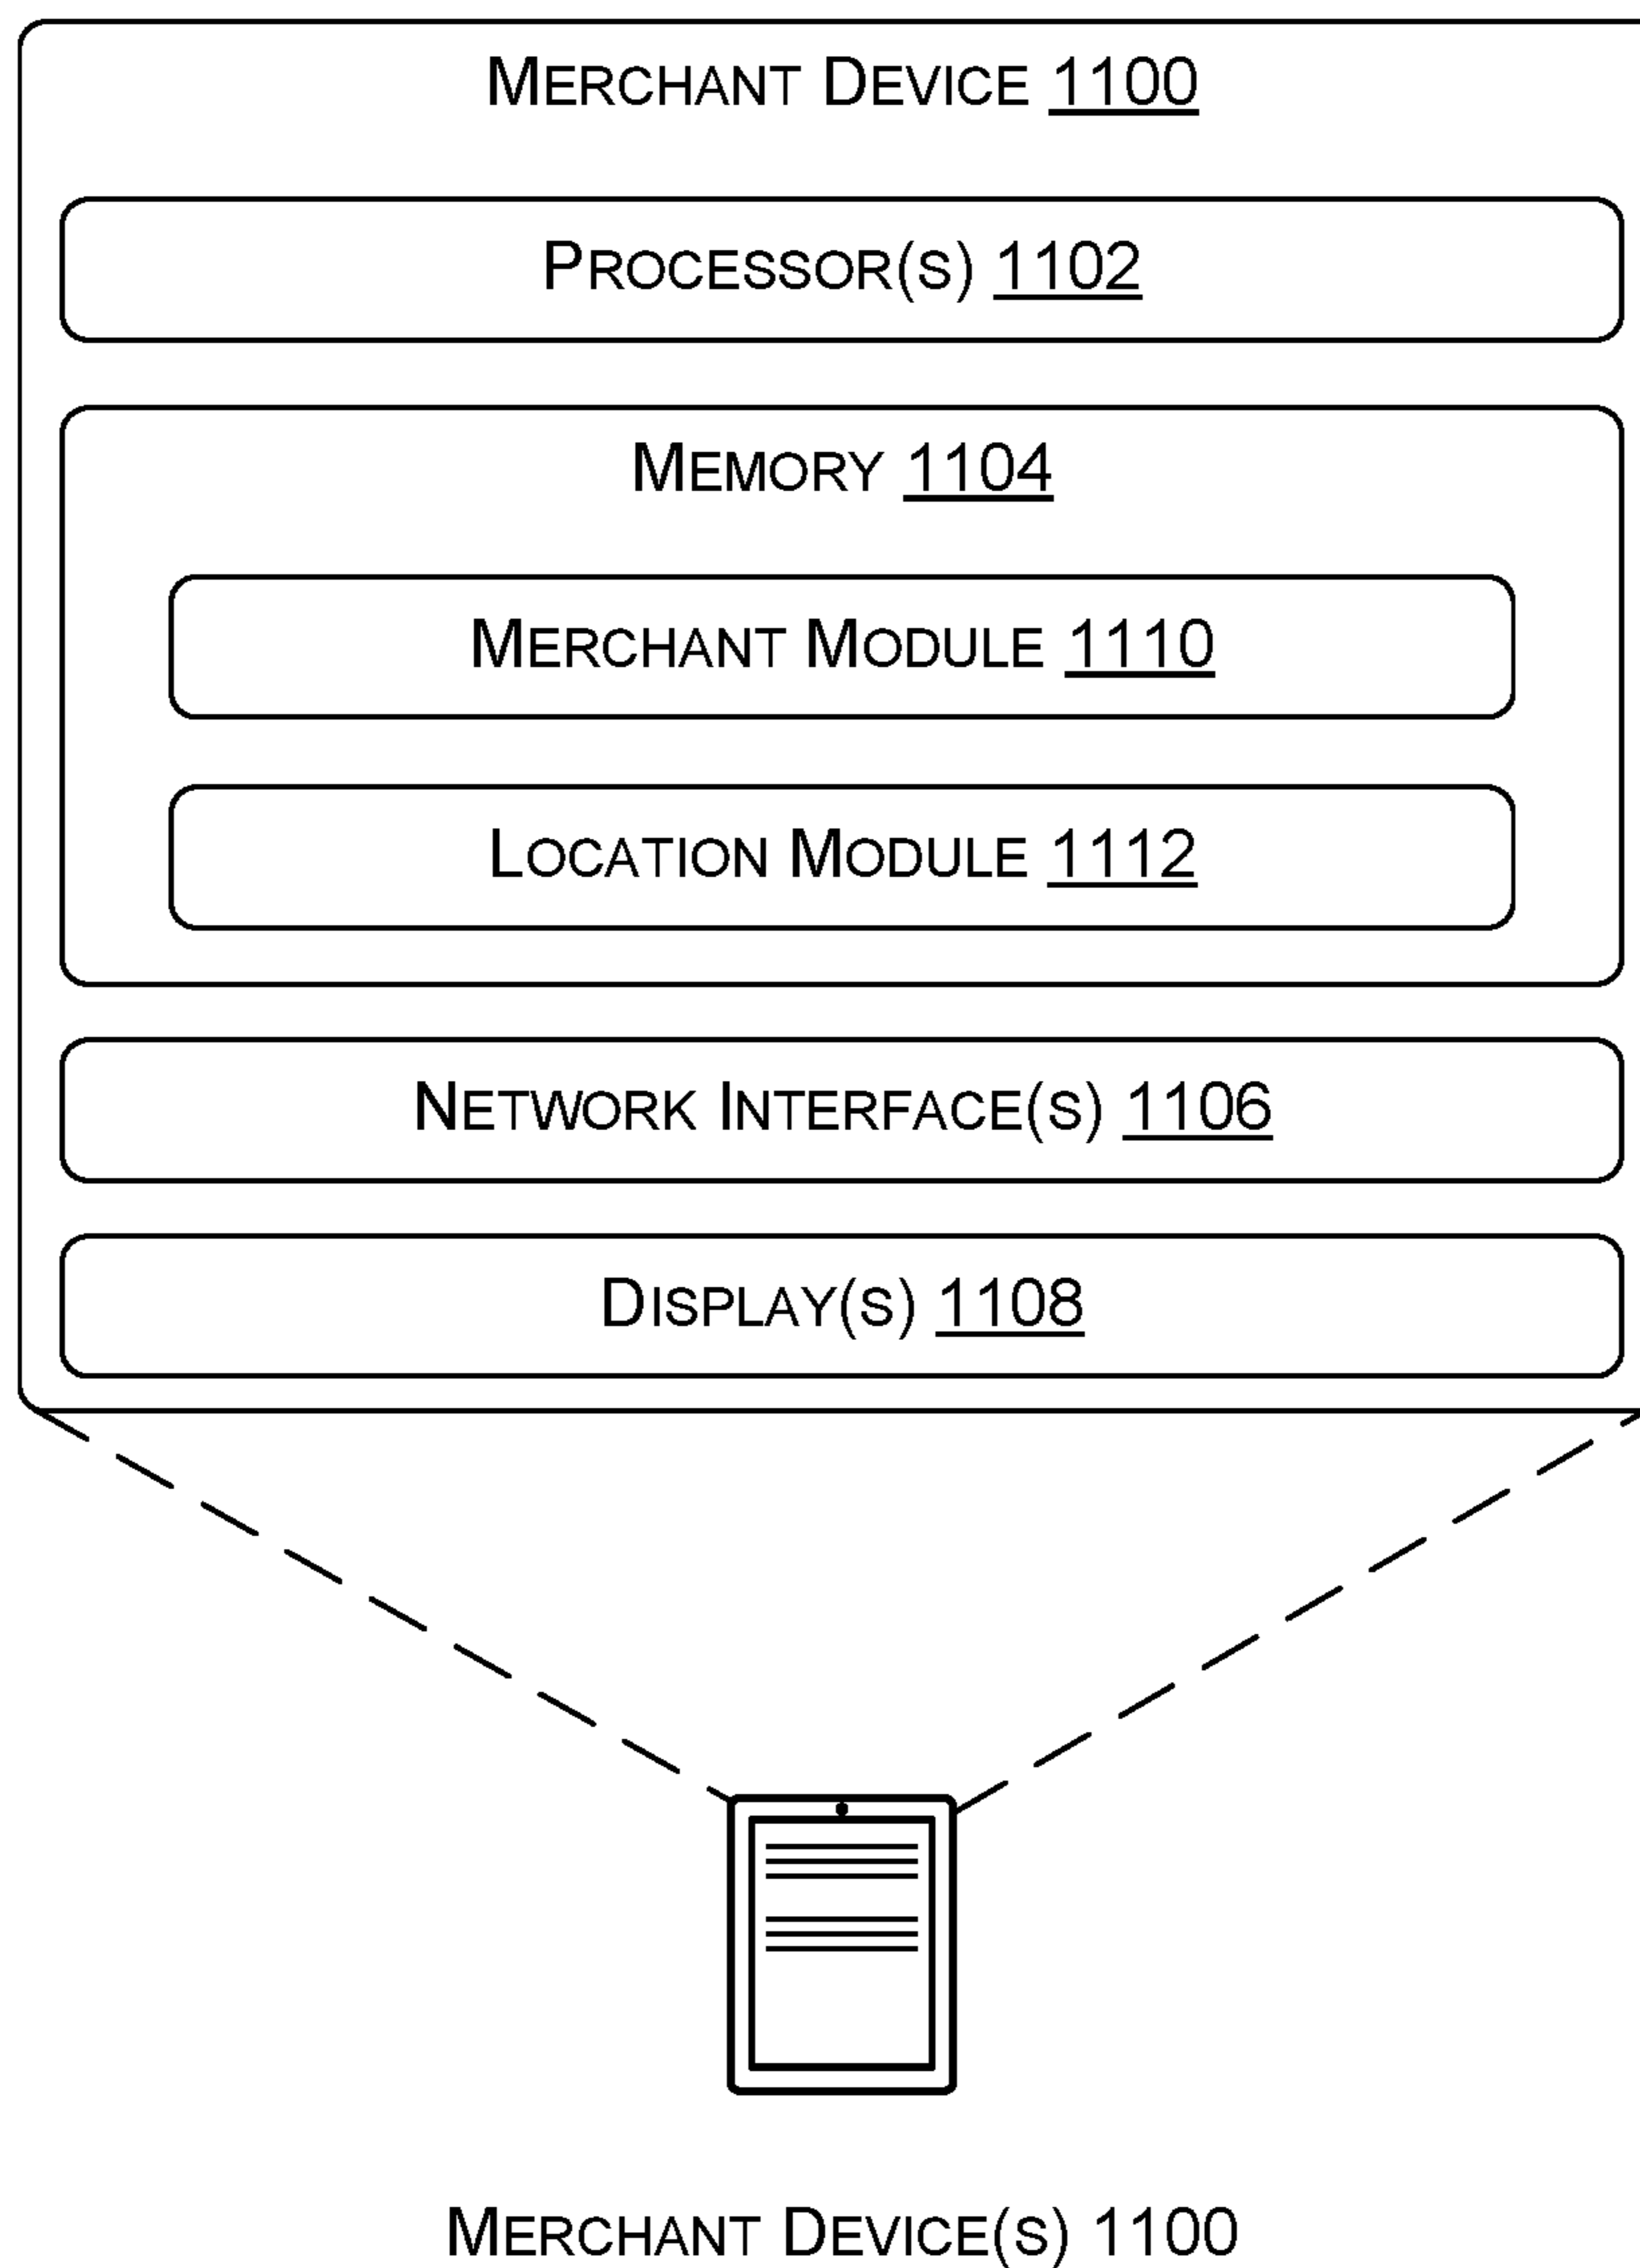 MERCHANT DEVICE 1100
PROCESSOR(S) 1102
MEMORY 1104
MERCHANT MODULE 1110
LOCATION MODULE 1112
NETWORK INTERFACE(S) 1106
DISPLAY(S) 1108
MERCHANT DEVICE(S) 1100